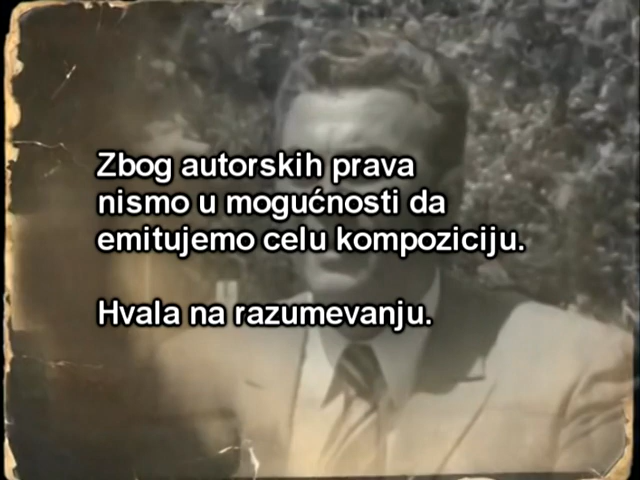 Zbog autorskih prava
nismo u mogućnosti da
emitujemo celu kompoziciju.
Hvala na razumevanju.